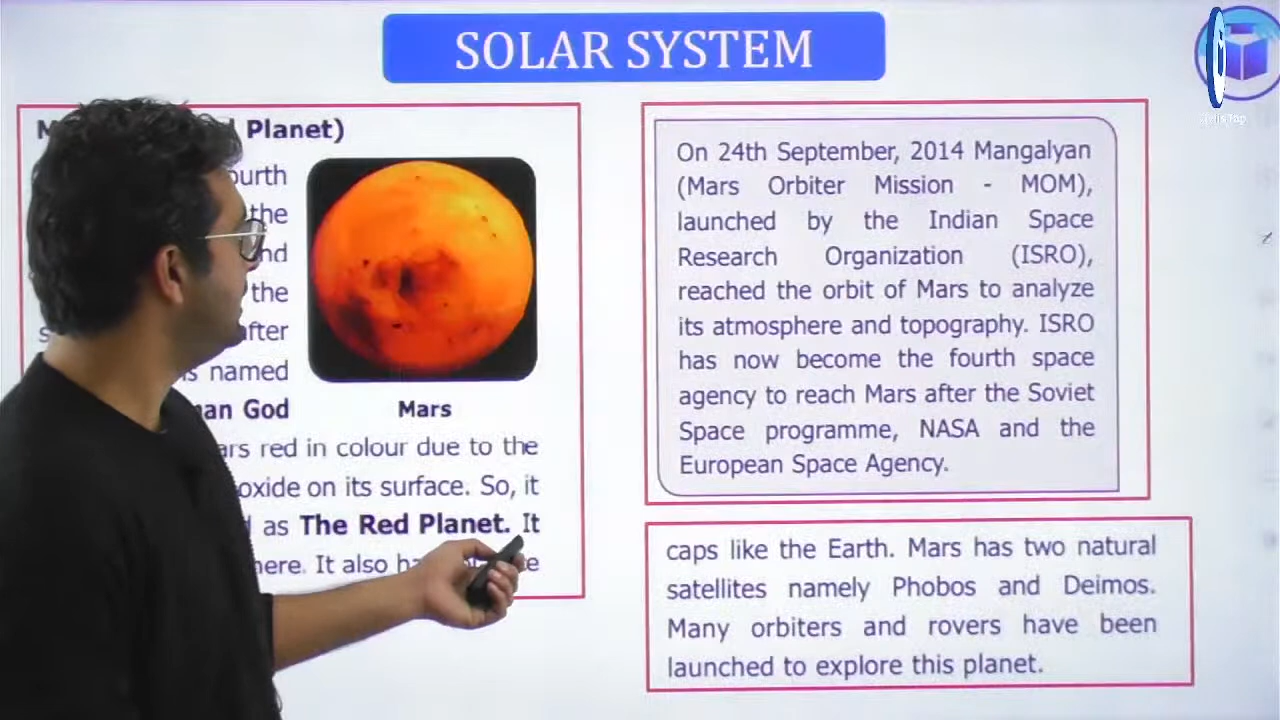 SOLAR SYSTEM
Planet)
ourth
the
nd
the
after
is named
an God
Mars
ars red in colour due to the
oxide on its surface. So, it
as The Red Planet. It
here. It also
On 24th September, 2014 Mangalyan
(Mars Orbiter Mission - MOM),
launched by the Indian Space
Research Organization (ISRO),
reached the orbit of Mars to analyze
its atmosphere and topography. ISRO
has now become the fourth space
agency to reach Mars after the Soviet
Space programme, NASA and the
European Space Agency.
caps like the Earth. Mars has two natural
satellites namely Phobos and Deimos.
Many orbiters and rovers have been
launched to explore this planet.